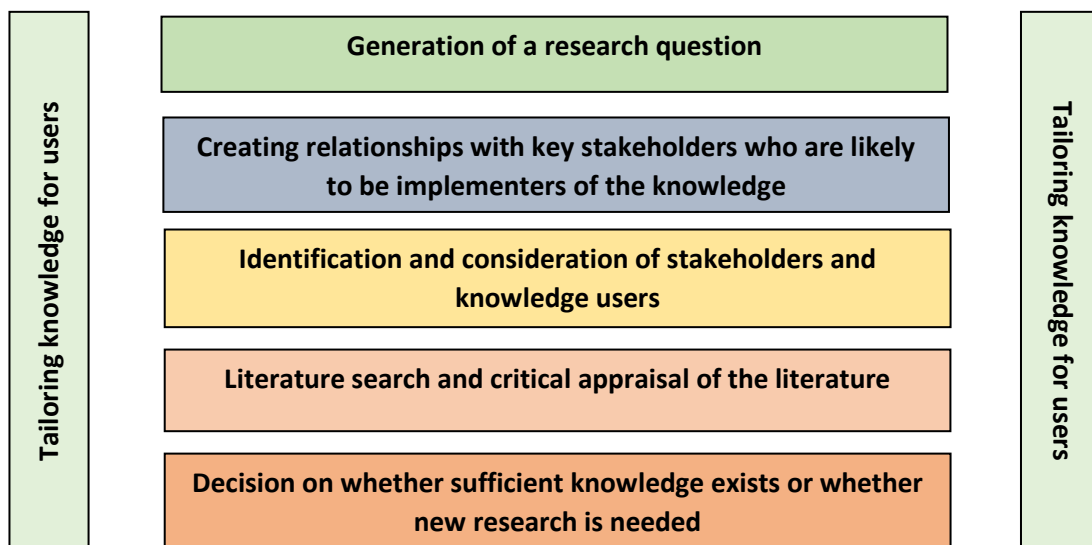 Tailoring knowledge for users
Generation of a research question
Creating relationships with key stakeholders who are likely
to be implementers of the knowledge
Identification and consideration of stakeholders and
knowledge users
Literature search and critical appraisal of the literature
Decision on whether sufficient knowledge exists or whether
new research is needed
Tailoring knowledge for users